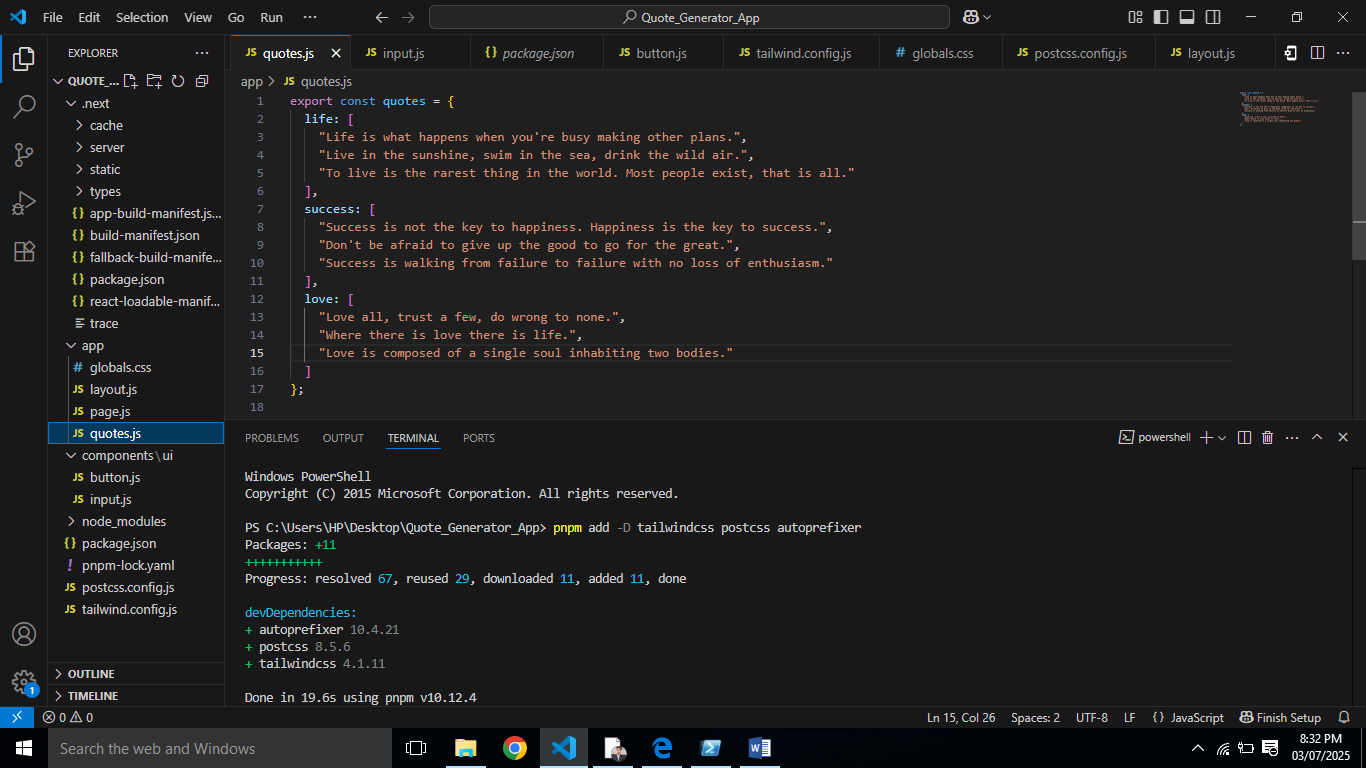 File Edit Selection View Go Run ···
Quote_Generator_App
EXPLORER ···
QUOTE_...
.next
cache
server
static
types
{} app-build-manifest.js...
{} build-manifest.json
{} fallback-build-manife...
{} package.json
{} react-loadable-manif...
trace
app
# globals.css
JS layout.js
JS page.js
JS quotes.js
components\ui
JS button.js
JS input.js
node_modules
{} package.json
! pnpm-lock.yaml
JS postcss.config.js
JS tailwind.config.js
OUTLINE
TIMELINE
JS quotes.js JS input.js {} package.json JS button.js JS tailwind.config.js # globals.css JS postcss.config.js JS layout.js ···
app > JS quotes.js
1 export const quotes = {
2 life: [
3 "Life is what happens when you're busy making other plans.",
4 "Live in the sunshine, swim in the sea, drink the wild air.",
5 "To live is the rarest thing in the world. Most people exist, that is all."
6 ],
7 success: [
8 "Success is not the key to happiness. Happiness is the key to success.",
9 "Don't be afraid to give up the good to go for the great.",
10 "Success is walking from failure to failure with no loss of enthusiasm."
11 ],
12 love: [
13 "Love all, trust a few, do wrong to none.",
14 "Where there is love there is life.",
15 "Love is composed of a single soul inhabiting two bodies."
16 ]
17 };
18
PROBLEMS OUTPUT TERMINAL PORTS powershell ···
Windows PowerShell
Copyright (C) 2015 Microsoft Corporation. All rights reserved.
PS C:\Users\HP\Desktop\Quote_Generator_App> pnpm add -D tailwindcss postcss autoprefixer
Packages: +11
+++++++++++
Progress: resolved 67, reused 29, downloaded 11, added 11, done
devDependencies:
+ autoprefixer 10.4.21
+ postcss 8.5.6
+ tailwindcss 4.1.11
Done in 19.6s using pnpm v10.12.4
1
0 0 Ln 15, Col 26 Spaces: 2 UTF-8 LF {} JavaScript Finish Setup
Search the web and Windows
8:32 PM
03/07/2025